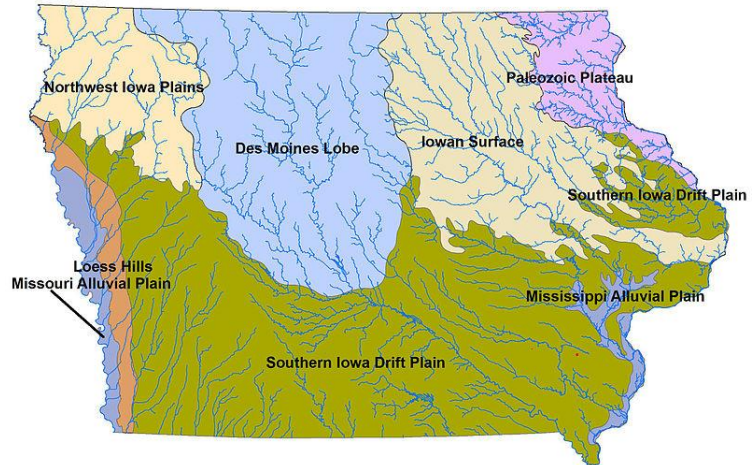 Paleozoic Plateau
Northwest Iowa Plains
Iowan Surface
Des Moines Lobe
Southern Iowa Drift Plain
Loess Hills
Missouri Alluvial Plain
Mississippi Alluvial Plain
Southern Iowa Drift Plain